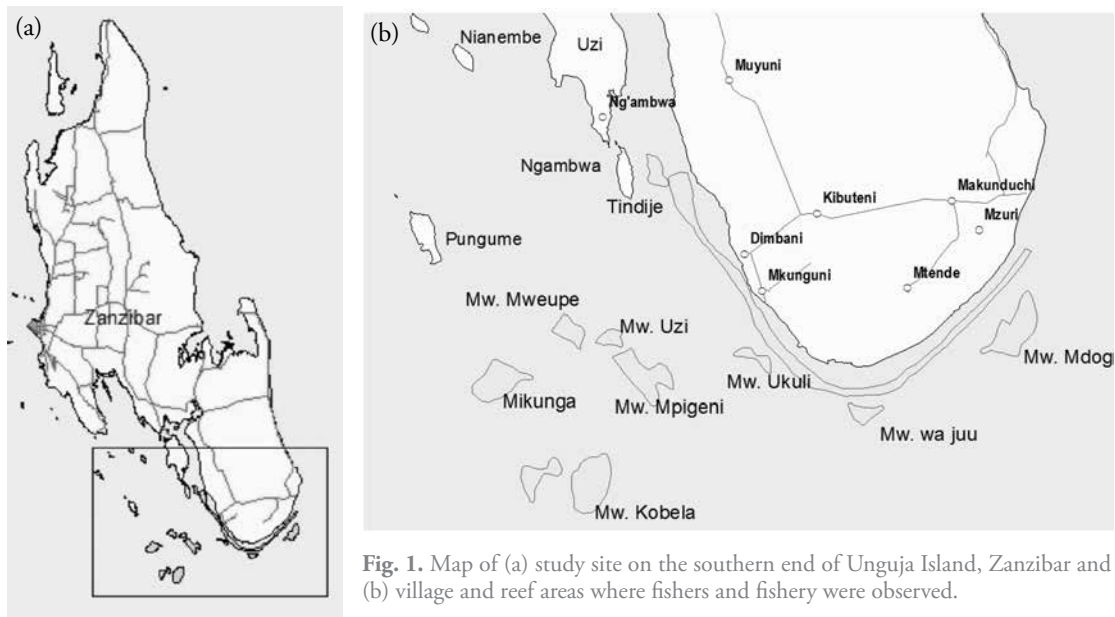 (a)
Zanzibar
(b)
Nianembe
Uzi
Muyuni
Ng'ambwa
Ngambwa
Tindije
Kibuteni
Makunduchi
Mzuri
Pungume
Dimbani
Mkunguni
Mtende
Mw. Mweupe
Mw. Uzi
Mw. Mdog
Mw. Ukuli
Mikunga
Mw. Mpigeni
Mw. wa juu
Mw. Kobela
Fig. 1. Map of (a) study site on the southern end of Unguja Island, Zanzibar and
(b) village and reef areas where fishers and fishery were observed.